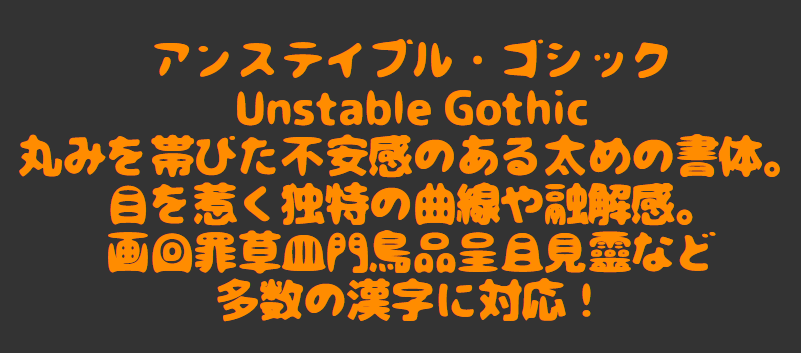 アンステイブル・ゴシック
Unstable Gothic
丸みを帯びた不安感のある太めの書体。
目を惹く独特の曲線や融解感。
画回罪草皿門鳥品呈且見靈など
多数の漢字に対応！